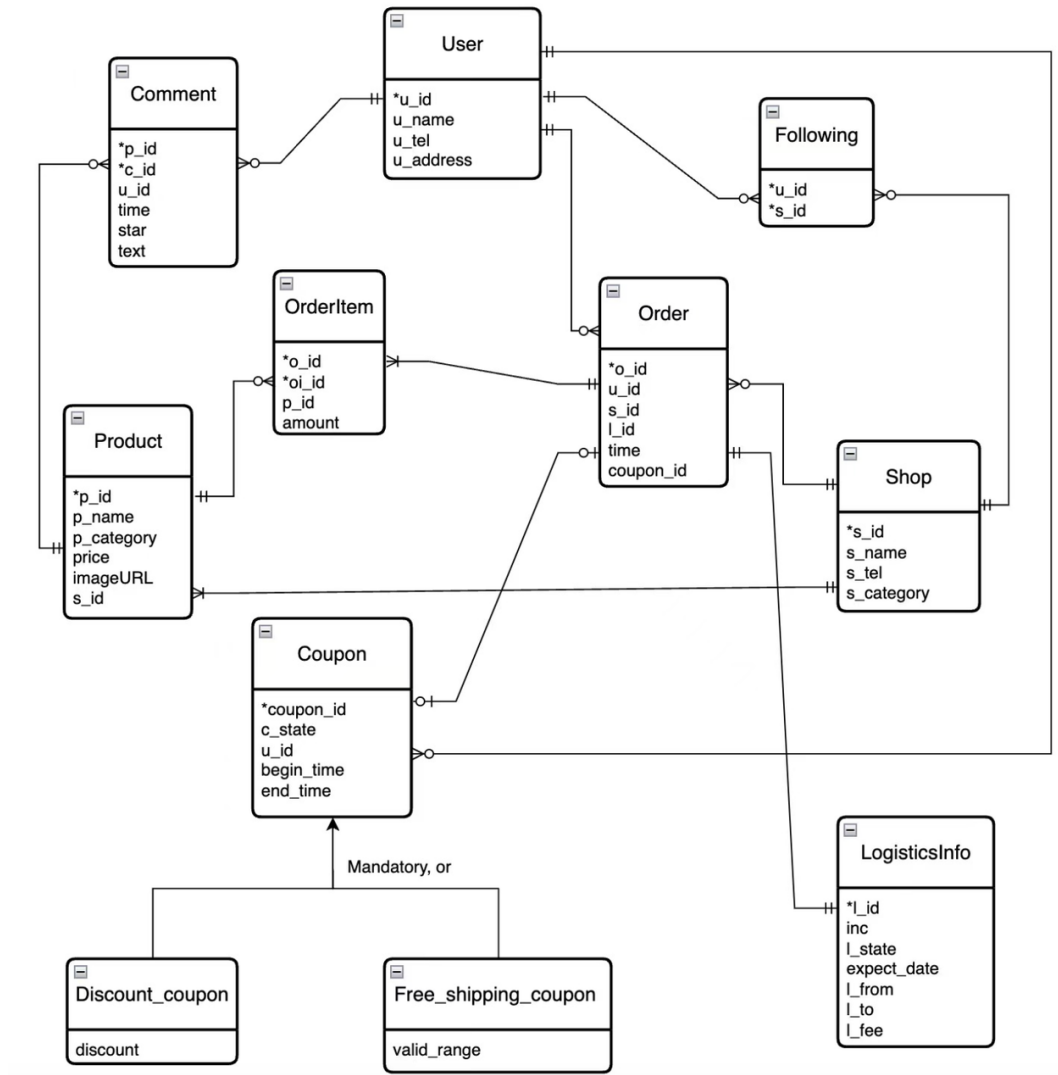 User
*u_id
u_name
u_tel
u_address
Comment
*p_id
*c_id
u_id
time
star
text
Following
*u_id
*s_id
OrderItem
*o_id
*oi_id
p_id
amount
Order
*o_id
u_id
s_id
l_id
time
coupon_id
Product
*p_id
p_name
p_category
price
imageURL
s_id
Shop
*s_id
s_name
s_tel
s_category
Coupon
*coupon_id
c_state
u_id
begin_time
end_time
Mandatory, or
LogisticsInfo
*l_id
inc
l_state
expect_date
l_from
l_to
l_fee
Discount_coupon
discount
Free_shipping_coupon
valid_range